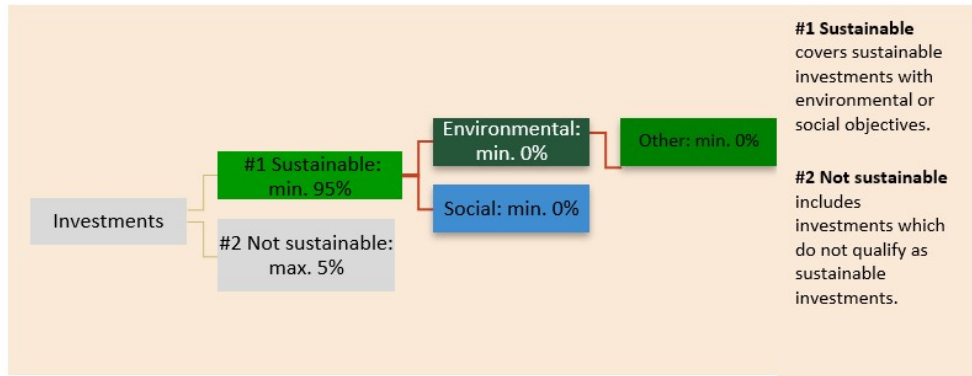 Investments
#1 Sustainable:
min. 95%
#2 Not sustainable:
max. 5%
Environmental:
min. 0%
Social: min. 0%
Other: min. 0%
#1 Sustainable
covers sustainable
investments with
environmental or
social objectives.
#2 Not sustainable
includes
investments which
do not qualify as
sustainable
investments.